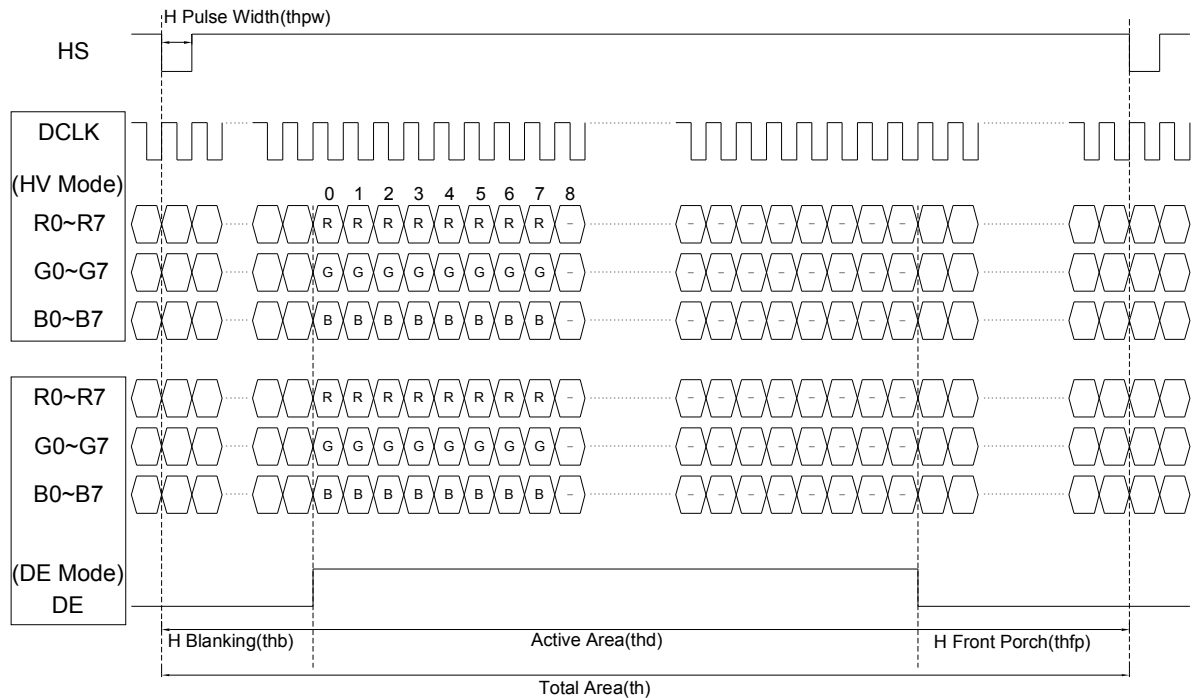 H Pulse Width(thpw)
HS
DCLK
(HV Mode)
0 1 2 3 4 5 6 7 8
R0~R7 R R R R R R R R - - - - - - - - -
G0~G7 G G G G G G G G - - - - - - - - -
B0~B7 B B B B B B B B - - - - - - - - -
R0~R7 R R R R R R R R - - - - - - - - -
G0~G7 G G G G G G G G - - - - - - - - -
B0~B7 B B B B B B B B - - - - - - - - -
(DE Mode)
DE
H Blanking(thb) Active Area(thd) H Front Porch(thfp)
Total Area(th)